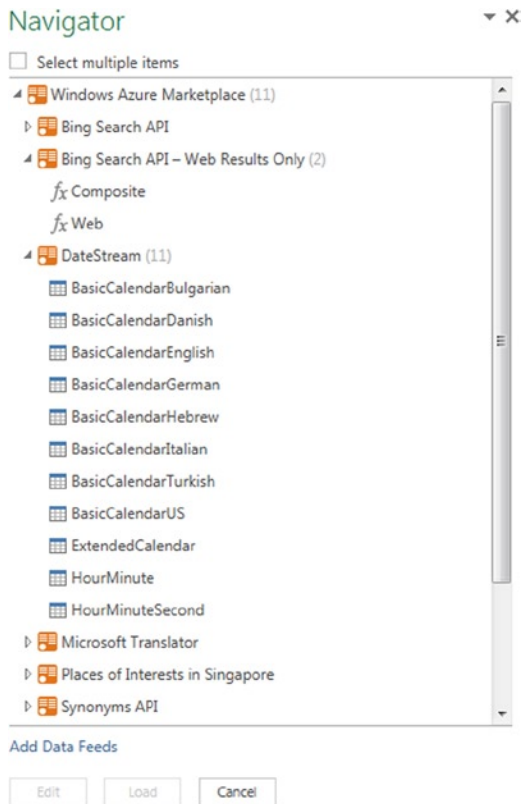 Navigator
Select multiple items
Windows Azure Marketplace (11)
Bing Search API
Bing Search API – Web Results Only (2)
fx Composite
fx Web
DateStream (11)
BasicCalendarBulgarian
BasicCalendarDanish
BasicCalendarEnglish
BasicCalendarGerman
BasicCalendarHebrew
BasicCalendarItalian
BasicCalendarTurkish
BasicCalendarUS
ExtendedCalendar
HourMinute
HourMinuteSecond
Microsoft Translator
Places of Interests in Singapore
Synonyms API
Add Data Feeds
Edit Load Cancel